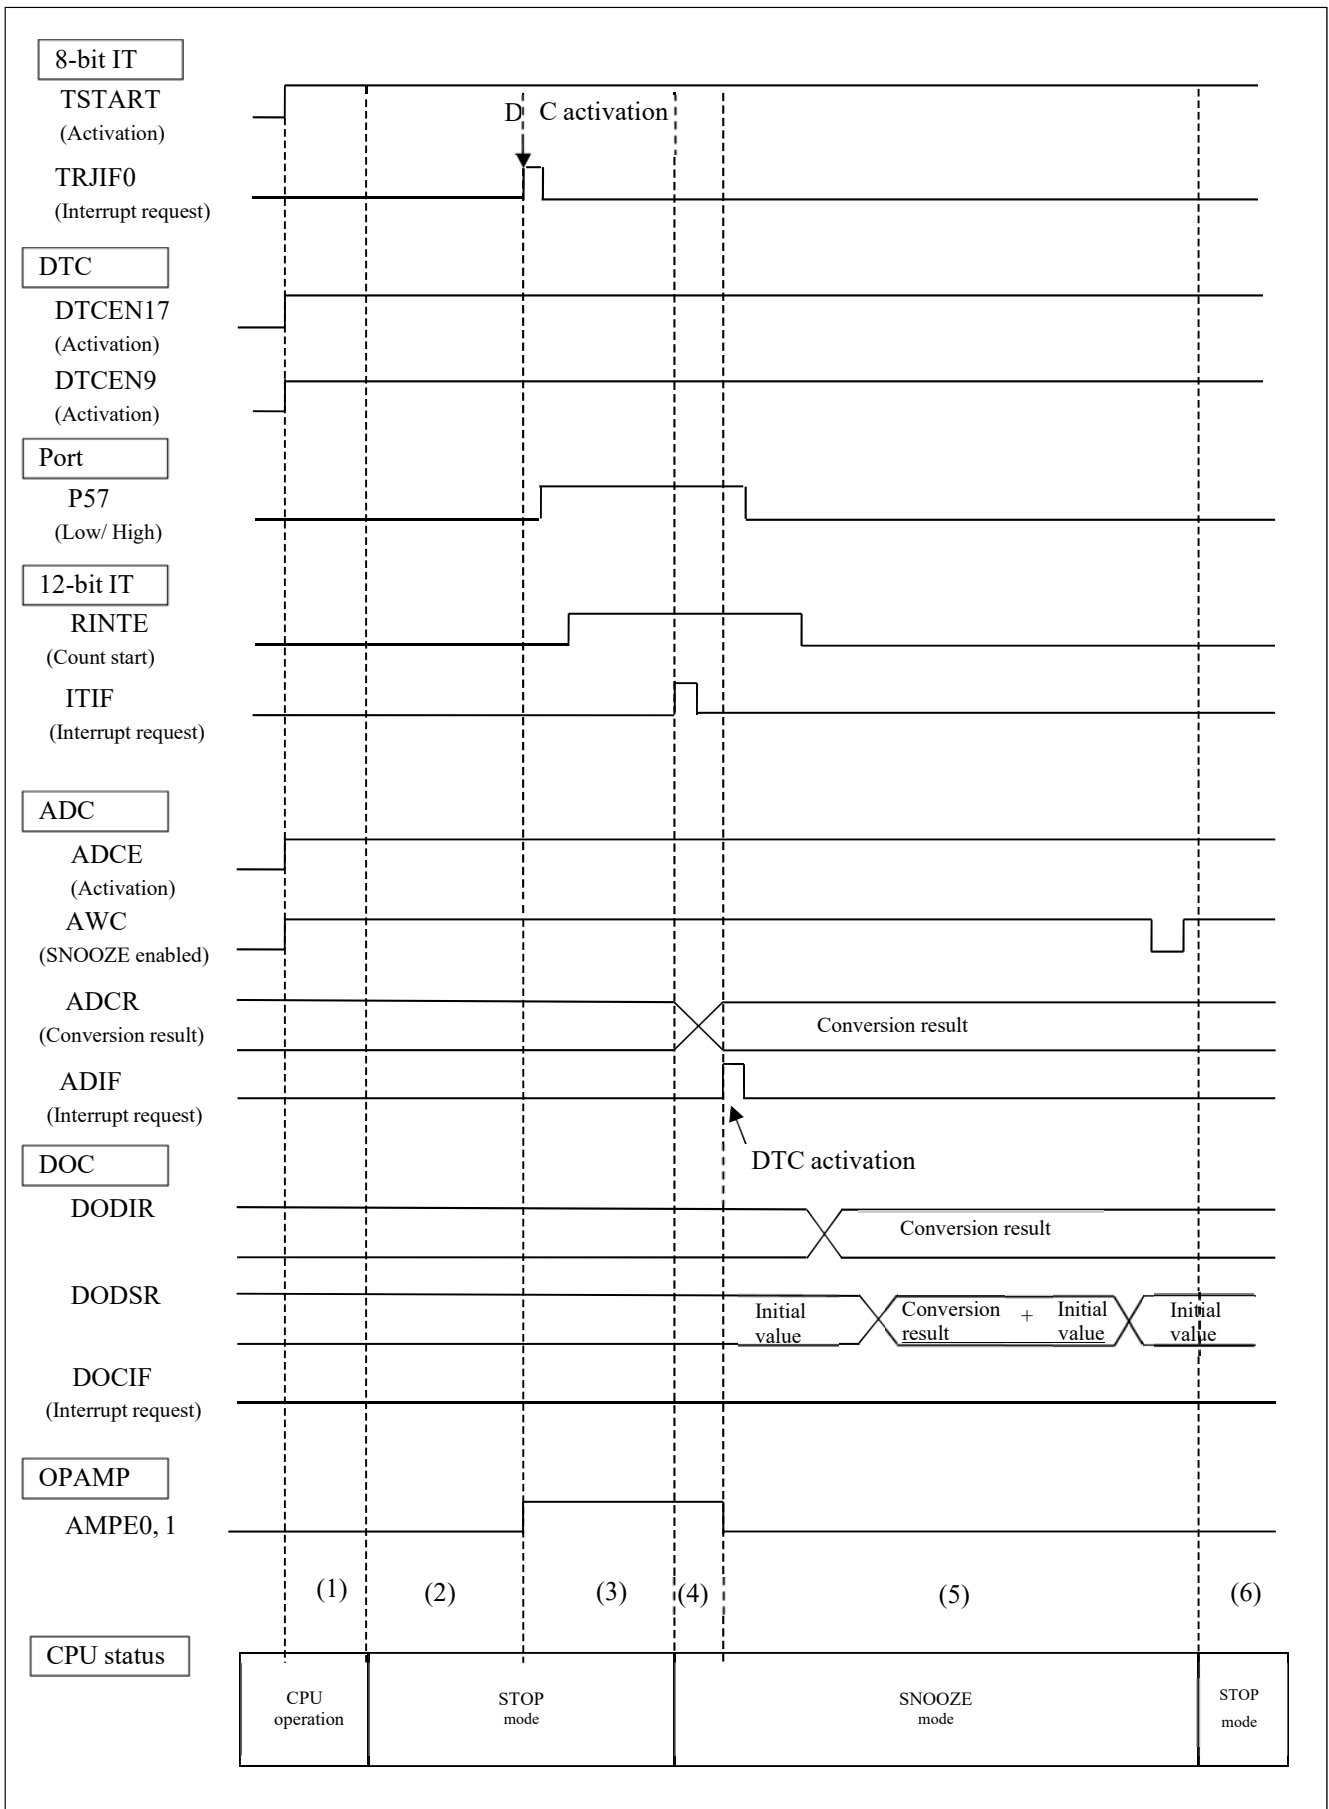 8-bit IT
TSTART
(Activation)
D C activation
TRJIF0
(Interrupt request)
DTC
DTCEN17
(Activation)
DTCEN9
(Activation)
Port
P57
(Low/ High)
12-bit IT
RINTE
(Count start)
ITIF
(Interrupt request)
ADC
ADCE
(Activation)
AWC
(SNOOZE enabled)
ADCR
(Conversion result)
Conversion result
ADIF
(Interrupt request)
DTC activation
DOC
DODIR
Conversion result
DODSR
Initial
value
Conversion
result
+
Initial
value
Initial
value
DOCIF
(Interrupt request)
OPAMP
AMPE0, 1
(1)
(2)
(3)
(4)
(5)
(6)
CPU status
CPU
operation
STOP
mode
SNOOZE
mode
STOP
mode